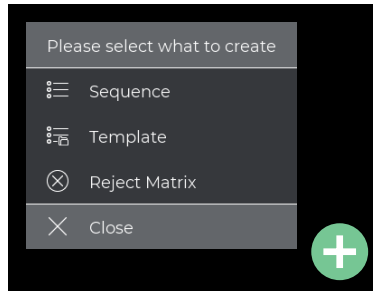 Please select what to create
Sequence
Template
Reject Matrix
Close